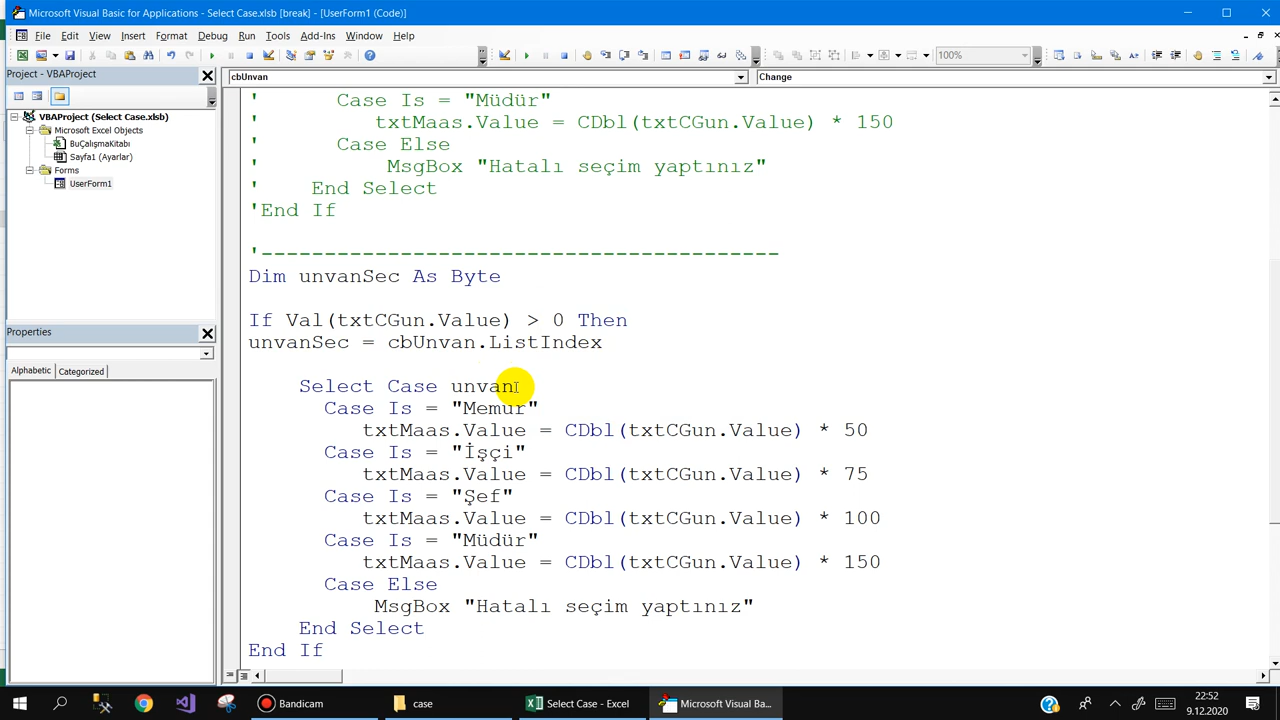 Microsoft Visual Basic for Applications - Select Case.xlsb [break] - [UserForm1 (Code)]
File Edit View Insert Format Debug Run Tools Add-Ins Window Help
100%
Project - VBAProject
cbUnvan
Change
VBAProject (Select Case.xlsb)
Microsoft Excel Objects
BuÇalışmaKitabı
Sayfa1 (Ayarlar)
Forms
UserForm1
Properties
Alphabetic Categorized
' Case Is = "Müdür"
' txtMaas.Value = CDbl(txtCGun.Value) * 150
' Case Else
' MsgBox "Hatalı seçim yaptınız"
' End Select
'End If
'-----------------------------------------
Dim unvanSec As Byte
If Val(txtCGun.Value) > 0 Then
unvanSec = cbUnvan.ListIndex
Select Case unvan
Case Is = "Memur"
txtMaas.Value = CDbl(txtCGun.Value) * 50
Case Is = "İşçi"
txtMaas.Value = CDbl(txtCGun.Value) * 75
Case Is = "Şef"
txtMaas.Value = CDbl(txtCGun.Value) * 100
Case Is = "Müdür"
txtMaas.Value = CDbl(txtCGun.Value) * 150
Case Else
MsgBox "Hatalı seçim yaptınız"
End Select
End If
Bandicam
case
Select Case - Excel
Microsoft Visual Ba...
22:52
9.12.2020